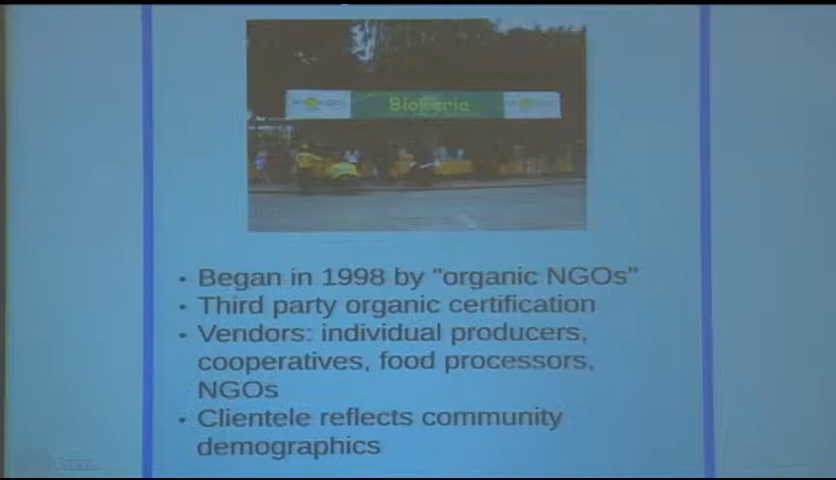 BioFeria
• Began in 1998 by "organic NGOs"
• Third party organic certification
• Vendors: individual producers,
cooperatives, food processors,
NGOs
• Clientele reflects community
demographics